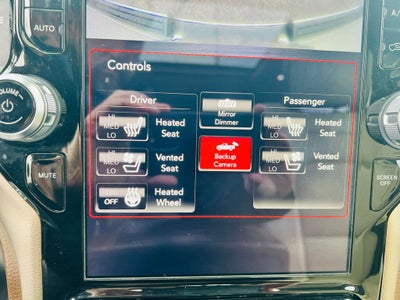 AUTO
A/
Controls
Driver
Passenger
VOLUME
HI
MED
LO
Heated
Seat
Mirror
Dimmer
HI
MED
LO
Heated
Seat
HI
MED
LO
Vented
Seat
Backup
Camera
HI
MED
LO
Vented
Seat
MUTE
SCREEN
OFF
OFF
Heated
Wheel